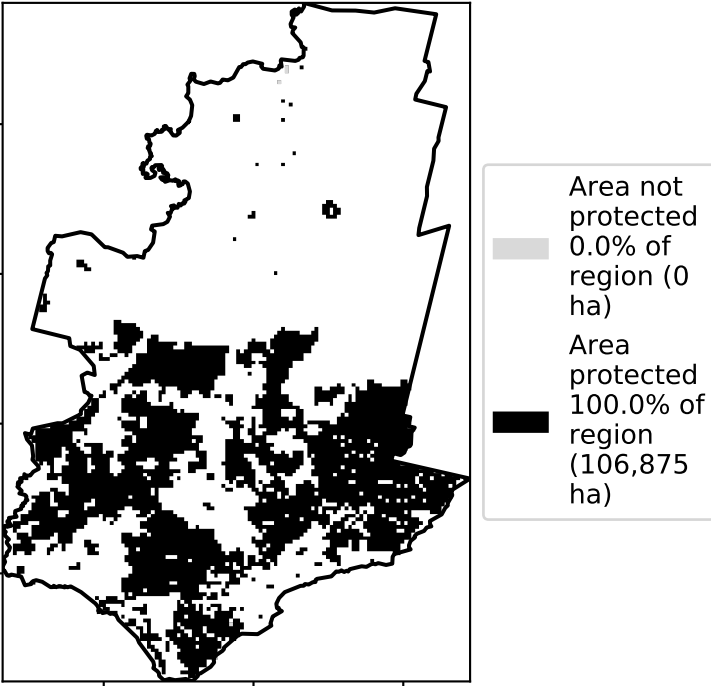 Area not
protected
0.0% of
region (0
ha)
Area
protected
100.0% of
region
(106,875
ha)